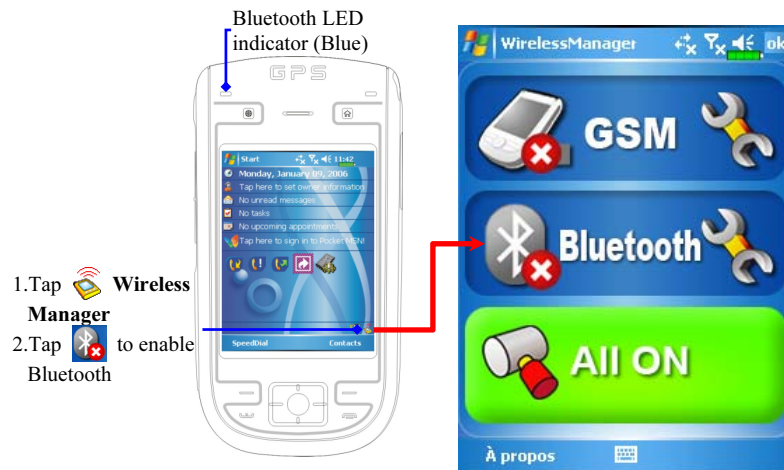 Bluetooth LED
indicator (Blue)
GPS
Start 11:42
Monday, January 09, 2006
Tap here to set owner information
No unread messages
No tasks
No upcoming appointments
Tap here to sign in to Pocket MSN!
SpeedDial Contacts
1.Tap Wireless
Manager
2.Tap to enable
Bluetooth
WirelessManager ok
GSM
Bluetooth
All ON
À propos